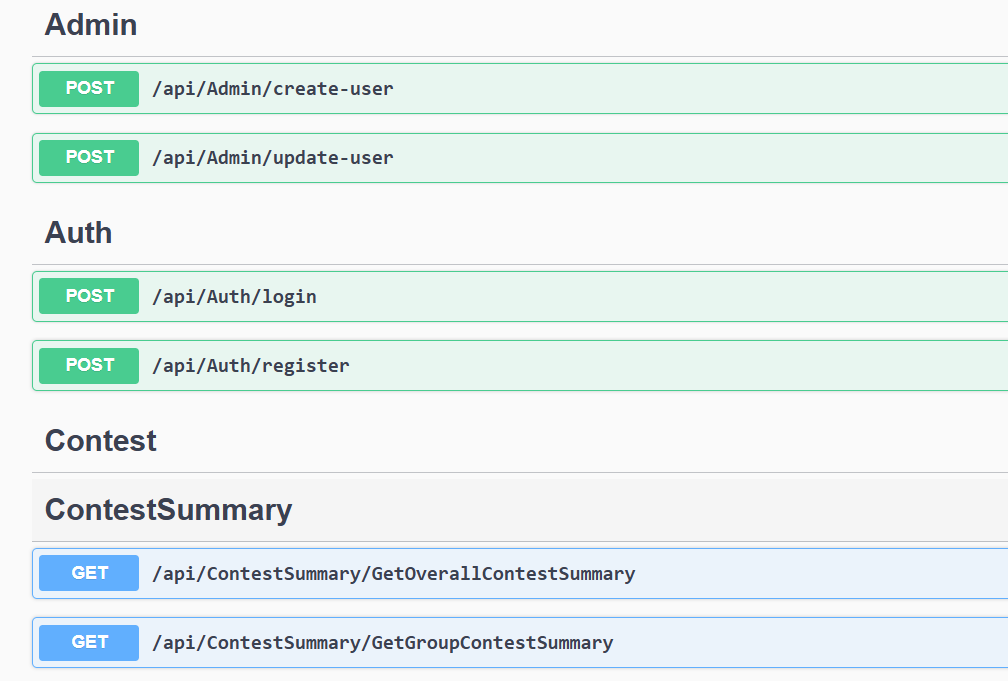 Admin
POST /api/Admin/create-user
POST /api/Admin/update-user
Auth
POST /api/Auth/login
POST /api/Auth/register
Contest
ContestSummary
GET /api/ContestSummary/GetOverallContestSummary
GET /api/ContestSummary/GetGroupContestSummary